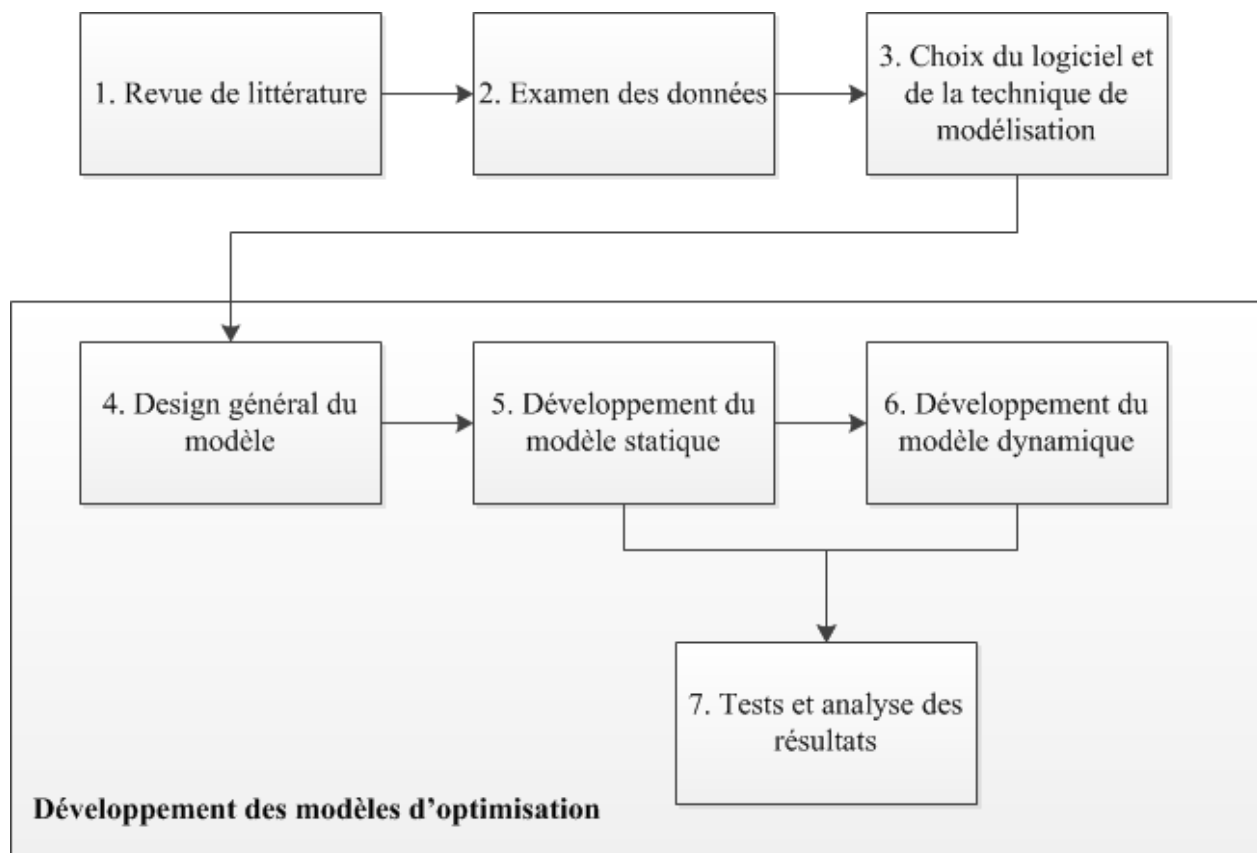 1. Revue de littérature
2. Examen des données
3. Choix du logiciel et
de la technique de
modélisation
4. Design général du
modèle
5. Développement du
modèle statique
6. Développement du
modèle dynamique
7. Tests et analyse des
résultats
Développement des modèles d’optimisation